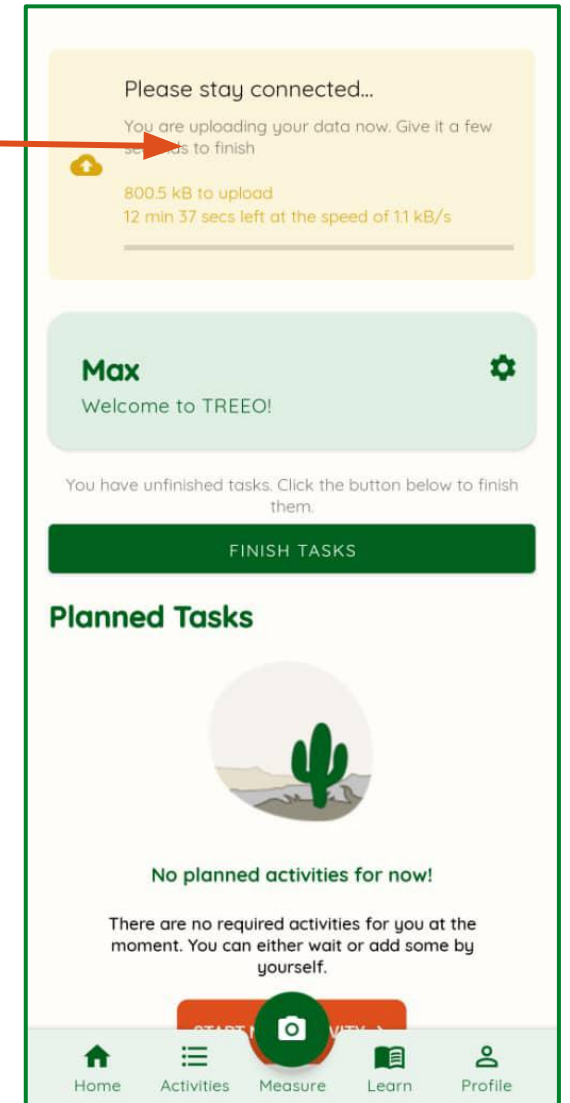 Please stay connected...
You are uploading your data now. Give it a few
to finish
800.5 kB to upload
12 min 37 secs left at the speed of 1.1 kB/s
Max
Welcome to TREEO!
You have unfinished tasks. Click the button below to finish
them.
FINISH TASKS
Planned Tasks
No planned activities for now!
There are no required activities for you at the
moment. You can either wait or add some by
yourself.
Home
Activities
Measure
Learn
Profile